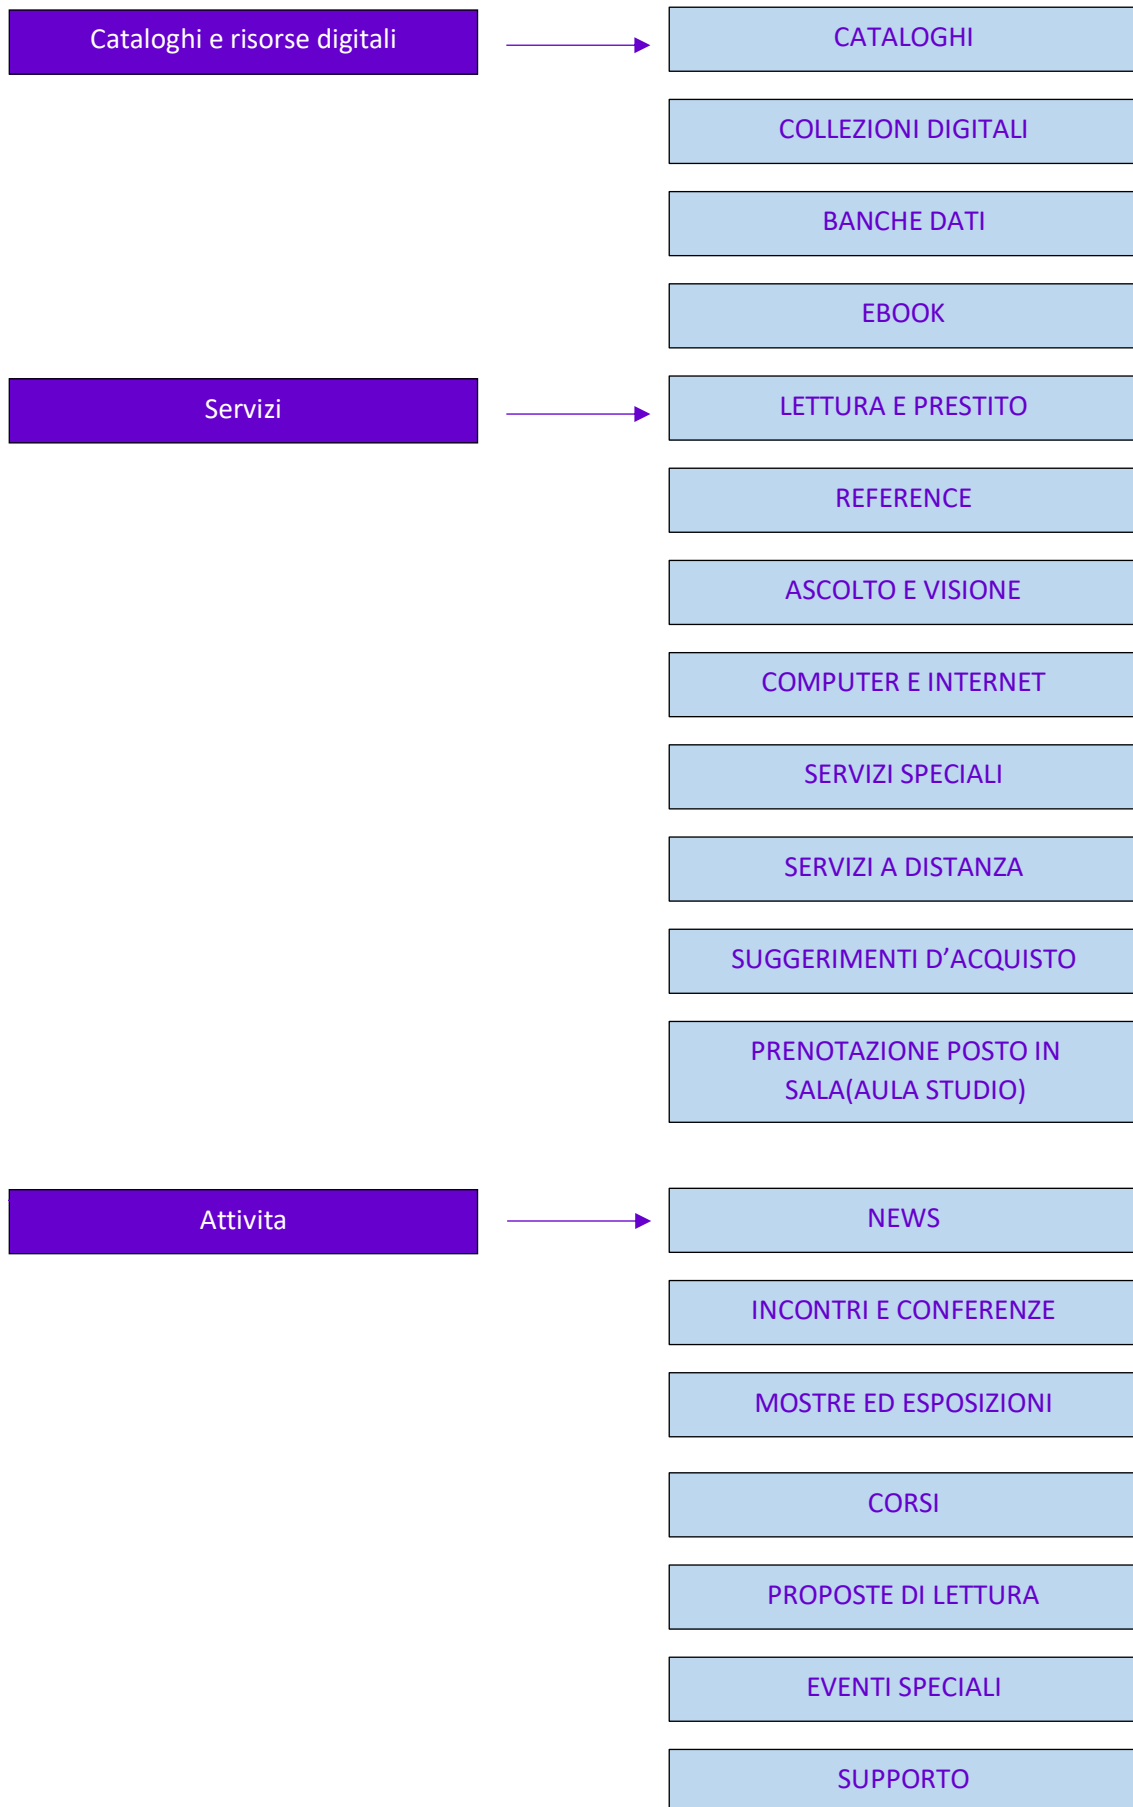 Cataloghi e risorse digitali
CATALOGHI
COLLEZIONI DIGITALI
BANCHE DATI
EBOOK
Servizi
LETTURA E PRESTITO
REFERENCE
ASCOLTO E VISIONE
COMPUTER E INTERNET
SERVIZI SPECIALI
SERVIZI A DISTANZA
SUGGERIMENTI D’ACQUISTO
PRENOTAZIONE POSTO IN
SALA(AULA STUDIO)
Attivita
NEWS
INCONTRI E CONFERENZE
MOSTRE ED ESPOSIZIONI
CORSI
PROPOSTE DI LETTURA
EVENTI SPECIALI
SUPPORTO